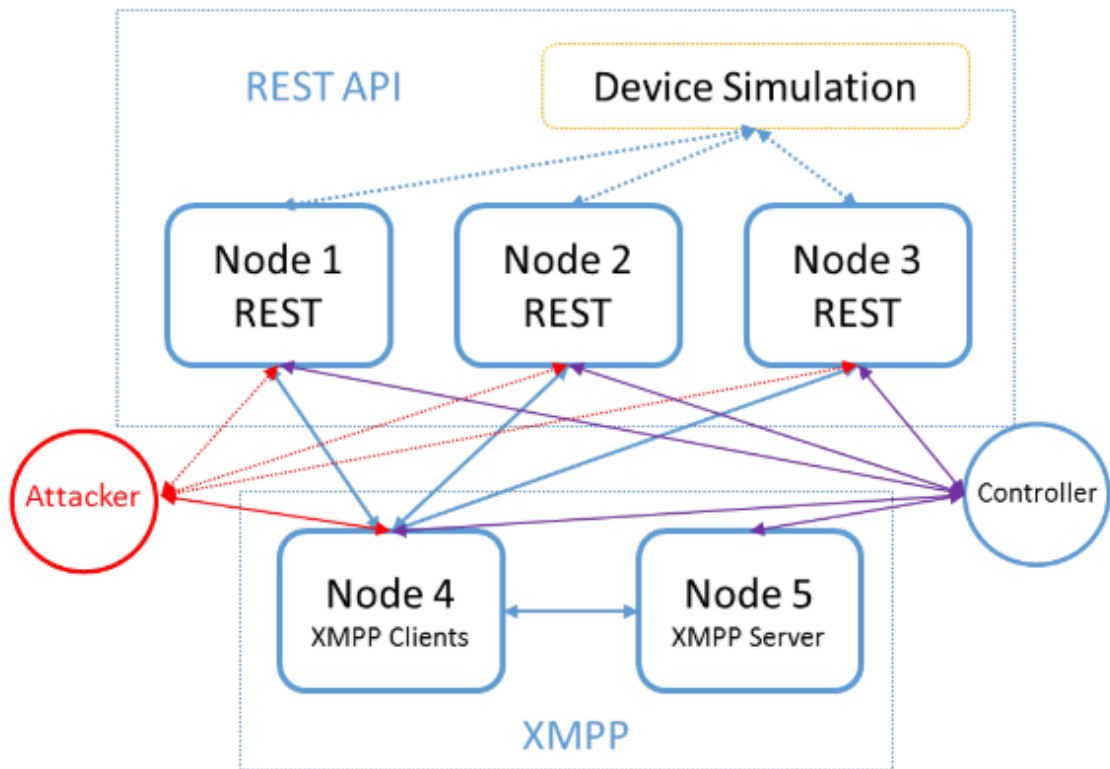 REST API
Device Simulation
Node 1
REST
Node 2
REST
Node 3
REST
Attacker
Controller
Node 4
XMPP Clients
Node 5
XMPP Server
XMPP